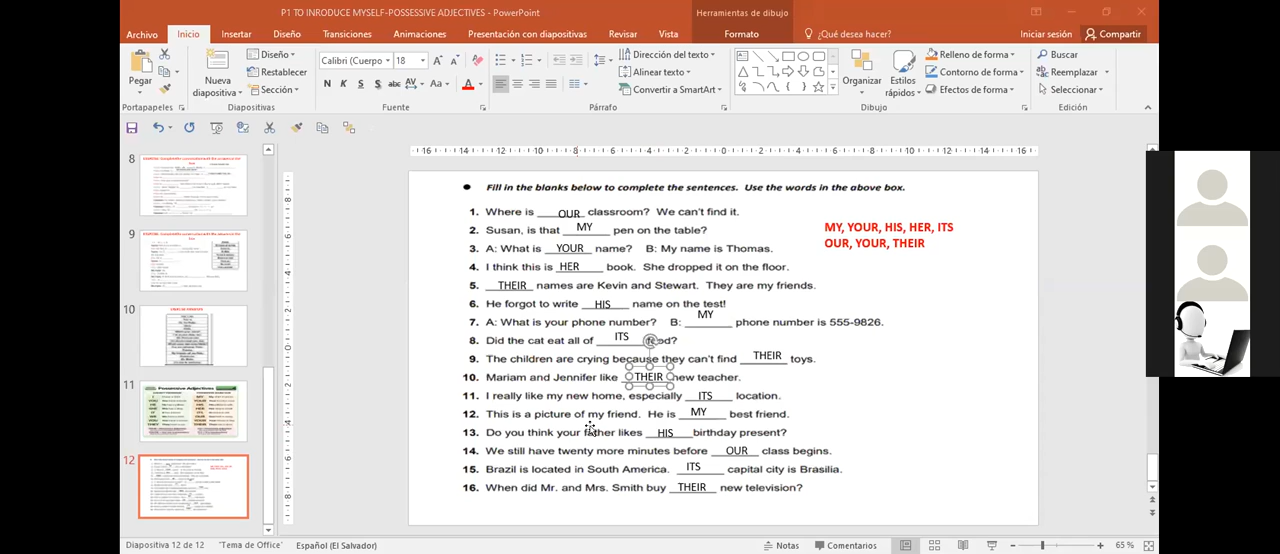 P1 TO INRODUCE MYSELF-POSSESSIVE ADJECTIVES - PowerPoint
Herramientas de dibujo
Archivo Inicio Insertar Diseño Transiciones Animaciones Presentación con diapositivas Revisar Vista Formato ¿Qué desea hacer? Iniciar sesión Compartir
Pegar
Nueva diapositiva
Diseño
Restablecer
Sección
Calibri (Cuerpo 18
N K S abc AV Aa A
Dirección del texto
Alinear texto
Convertir a SmartArt
Organizar
Estilos rápidos
Relleno de forma
Contorno de forma
Efectos de forma
Buscar
Reemplazar
Seleccionar
Portapapeles Diapositivas Fuente Párrafo Dibujo Edición
8
9
10
11
Possessive Adjectives
12
Fill in the blanks below to complete the sentences. Use the words in the above box.
MY, YOUR, HIS, HER, ITS
OUR, YOUR, THEIR
1. Where is OUR classroom? We can't find it.
2. Susan, is that MY pen on the table?
3. A: What is YOUR name? B: My name is Thomas.
4. I think this is HER book. She dropped it on the floor.
5. THEIR names are Kevin and Stewart. They are my friends.
6. He forgot to write HIS name on the test!
7. A: What is your phone number? B: MY phone number is 555-9826.
8. Did the cat eat all of ITS food?
9. The children are crying because they can't find THEIR toys.
10. Mariam and Jennifer like THEIR new teacher.
11. I really like my new home, especially ITS location.
12. This is a picture of Martin. He is MY best friend.
13. Do you think your HIS birthday present?
14. We still have twenty more minutes before OUR class begins.
15. Brazil is located in ITS capital city is Brasilia.
16. When Mr. and THEIR new television?
Diapositiva 12 de 12 "Tema de Office" Español (El Salvador) Notas Comentarios 65 %